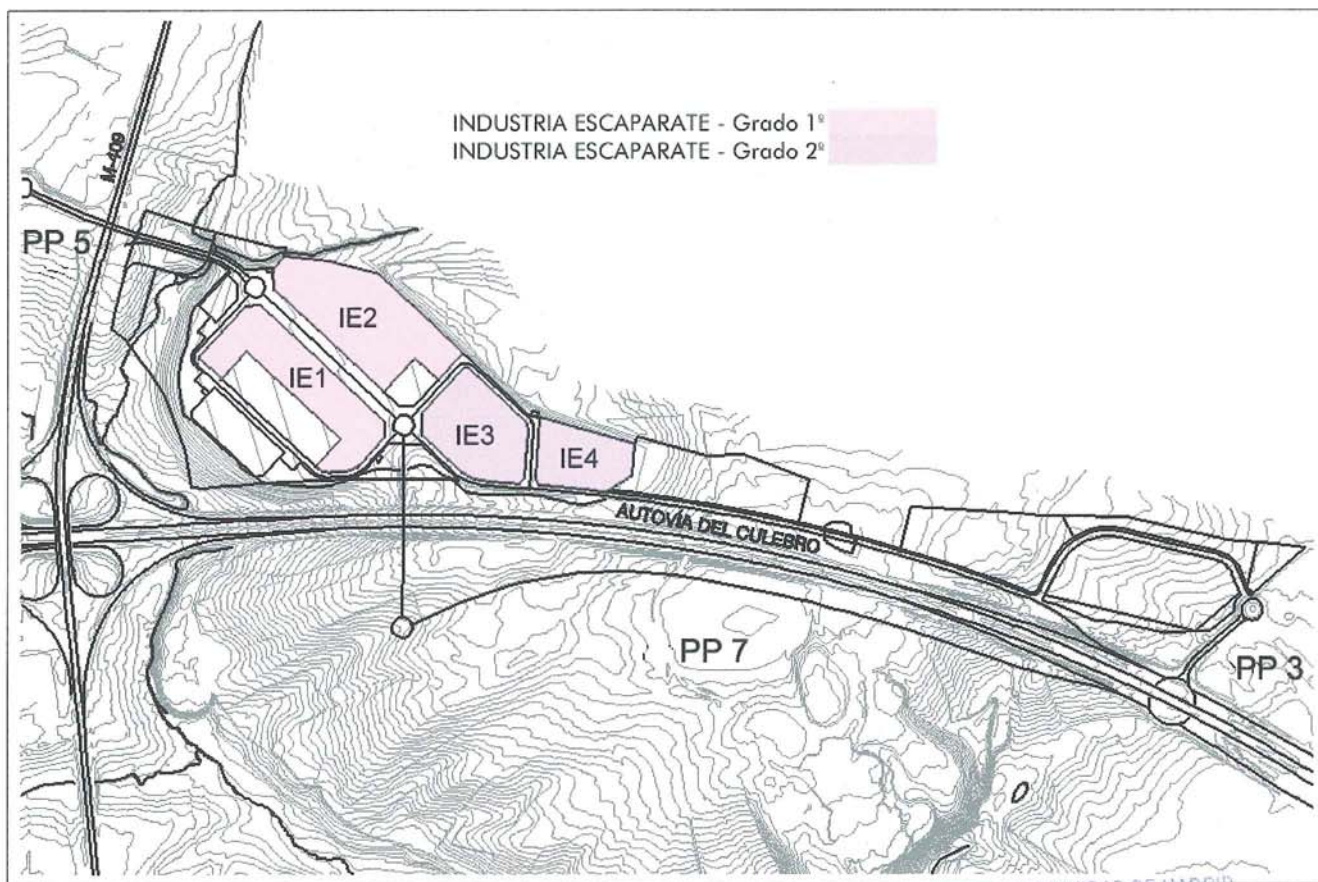 INDUSTRIA ESCAPARATE - Grado 1º
INDUSTRIA ESCAPARATE - Grado 2º
M-409
PP 5
IE2
IE1
IE3
IE4
AUTOVÍA DEL CULEBRO
PP 7
PP 3